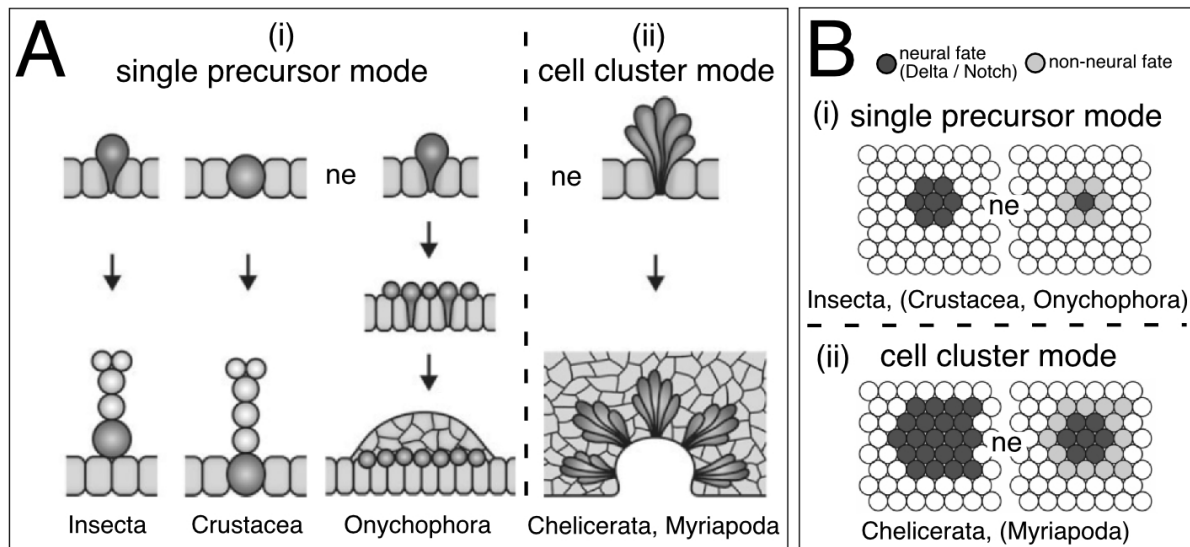 A
(i)
single precursor mode
(ii)
cell cluster mode
ne
ne
Insecta
Crustacea
Onychophora
Chelicerata, Myriapoda
B
neural fate
(Delta / Notch)
non-neural fate
(i) single precursor mode
ne
Insecta, (Crustacea, Onychophora)
(ii) cell cluster mode
ne
Chelicerata, (Myriapoda)